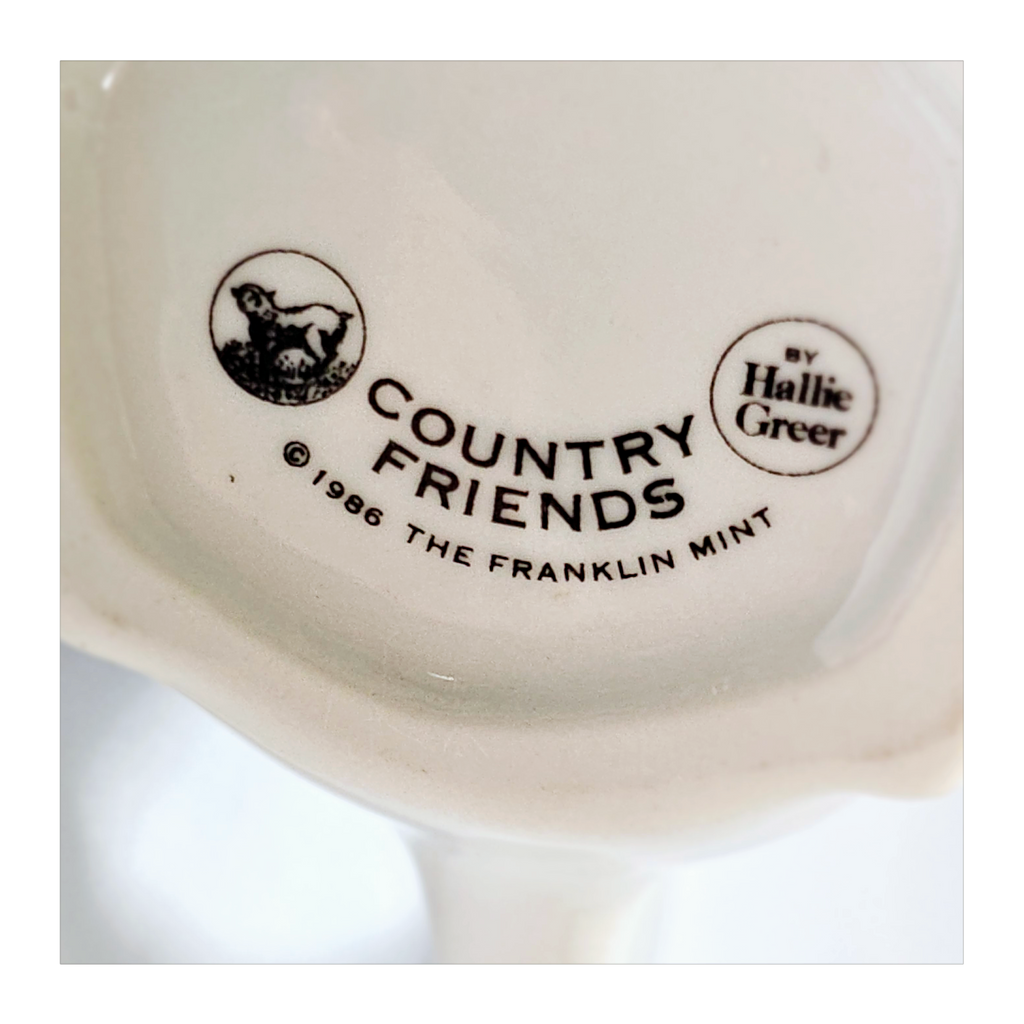 COUNTRY
FRIENDS
© 1986 THE FRANKLIN MINT
BY
Hallie
Greer